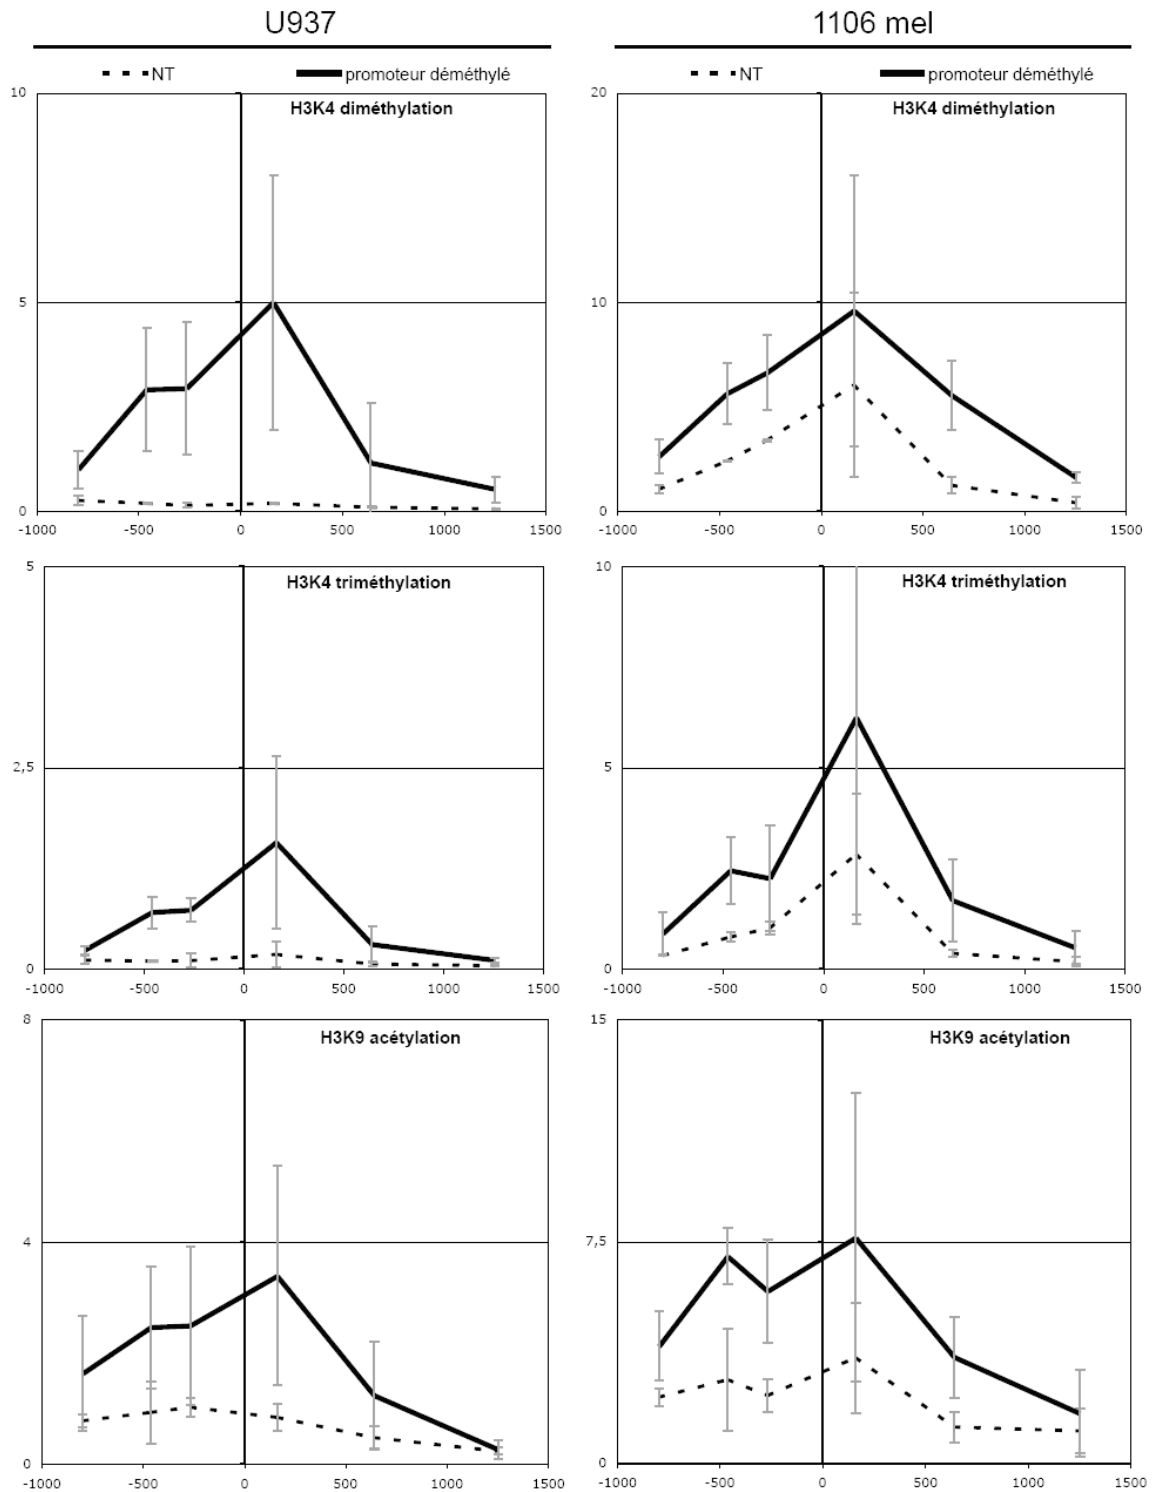 U937
1106 mel
NT
promoteur déméthylé
NT
promoteur déméthylé
H3K4 diméthylation
10
5
0
-1000 -500 0 500 1000 1500
H3K4 diméthylation
20
10
0
-1000 -500 0 500 1000 1500
H3K4 triméthylation
5
2,5
0
-1000 -500 0 500 1000 1500
H3K4 triméthylation
10
5
0
-1000 -500 0 500 1000 1500
H3K9 acétylation
8
4
0
-1000 -500 0 500 1000 1500
H3K9 acétylation
15
7,5
0
-1000 -500 0 500 1000 1500